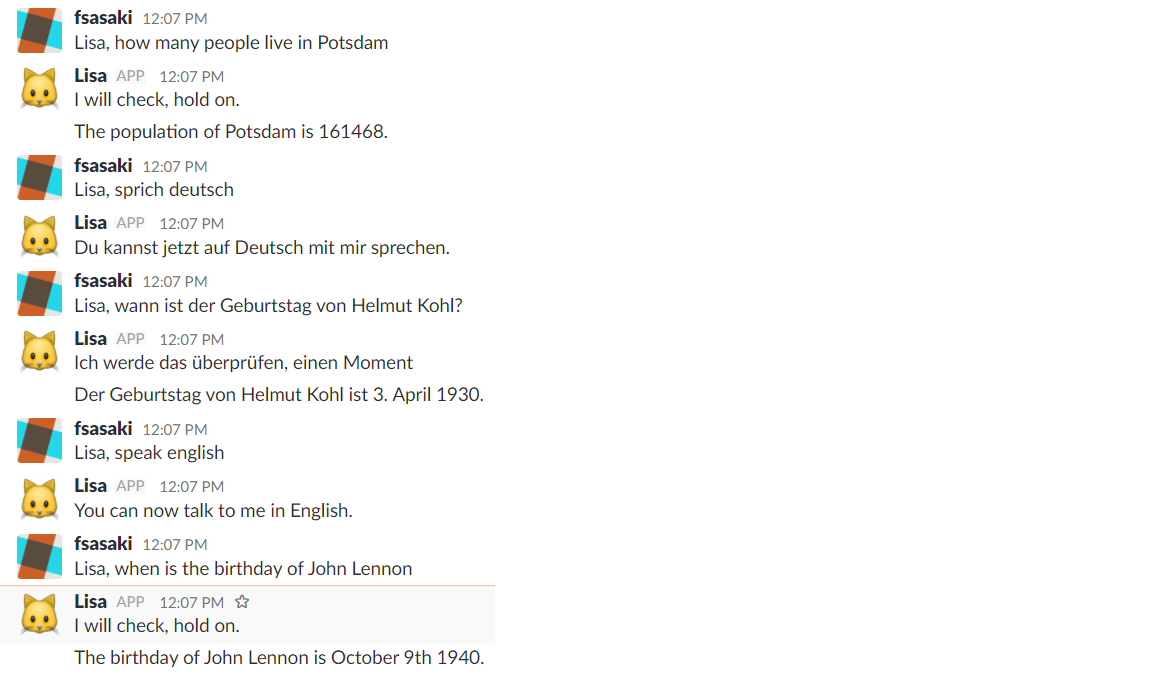 fsasaki 12:07 PM
Lisa, how many people live in Potsdam
Lisa APP 12:07 PM
I will check, hold on.
The population of Potsdam is 161468.
fsasaki 12:07 PM
Lisa, sprich deutsch
Lisa APP 12:07 PM
Du kannst jetzt auf Deutsch mit mir sprechen.
fsasaki 12:07 PM
Lisa, wann ist der Geburtstag von Helmut Kohl?
Lisa APP 12:07 PM
Ich werde das überprüfen, einen Moment
Der Geburtstag von Helmut Kohl ist 3. April 1930.
fsasaki 12:07 PM
Lisa, speak english
Lisa APP 12:07 PM
You can now talk to me in English.
fsasaki 12:07 PM
Lisa, when is the birthday of John Lennon
Lisa APP 12:07 PM
I will check, hold on.
The birthday of John Lennon is October 9th 1940.